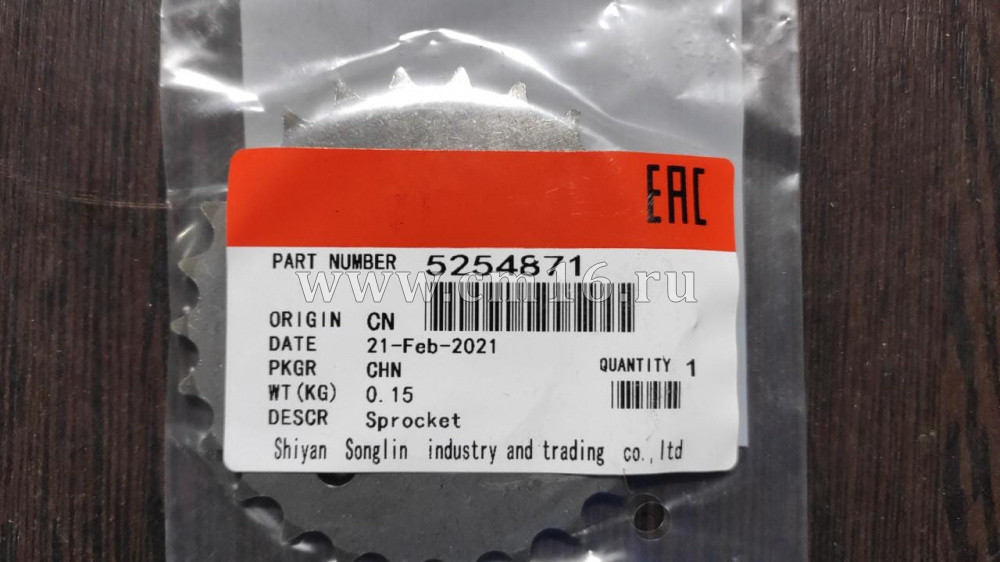 EAC
PART NUMBER 5254871
www.cm16.ru
ORIGIN CN
DATE 21-Feb-2021
PKGR CHN
QUANTITY 1
WT(KG) 0.15
DESCR Sprocket
Shiyan Songlin industry and trading co.,ltd